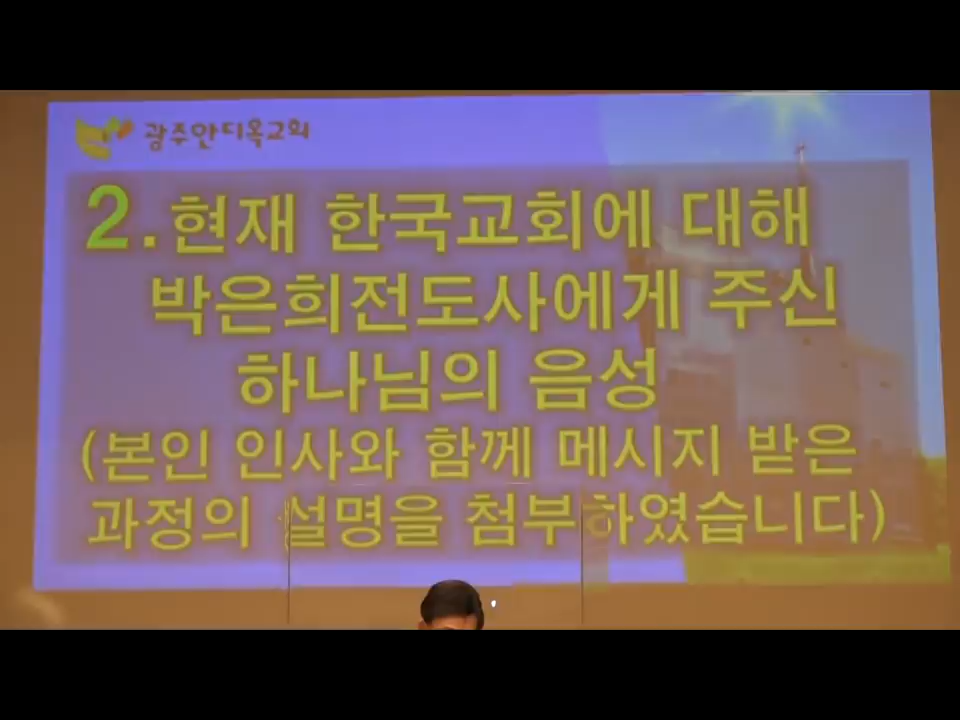 광주안디옥교회
2.현재 한국교회에 대해
박은희전도사에게 주신
하나님의 음성
(본인 인사와 함께 메시지 받은
과정의 설명을 첨부하였습니다)